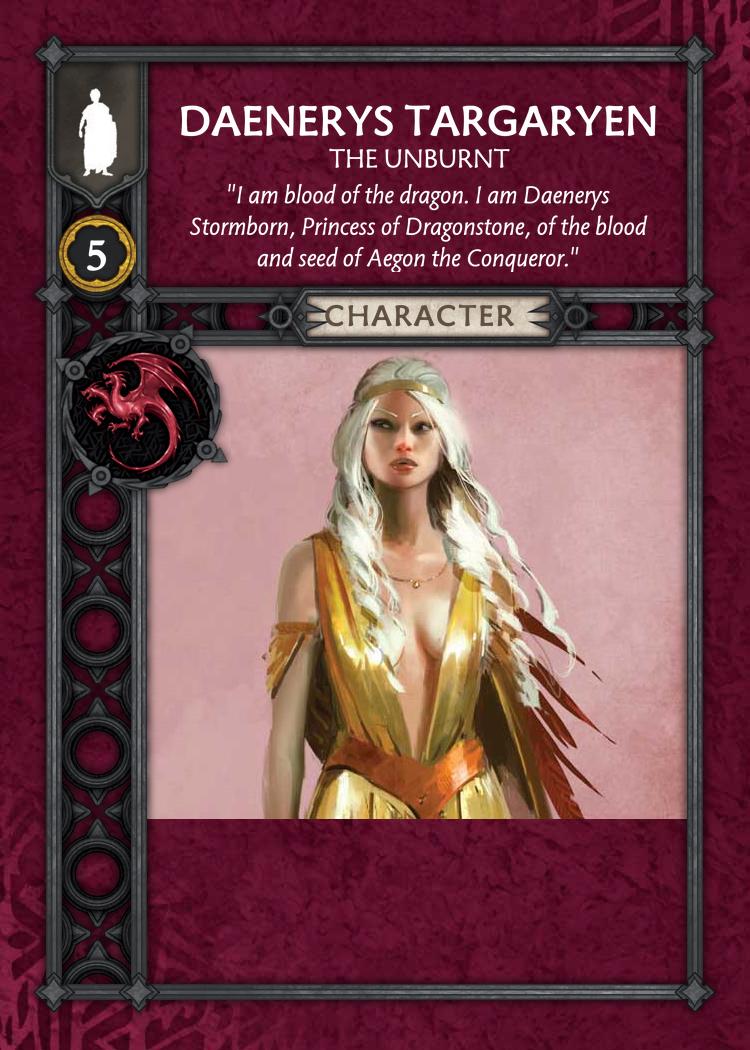 DAENERYS TARGARYEN
THE UNBURNT
"I am blood of the dragon. I am Daenerys
Stormborn, Princess of Dragonstone, of the blood
and seed of Aegon the Conqueror."
5
CHARACTER